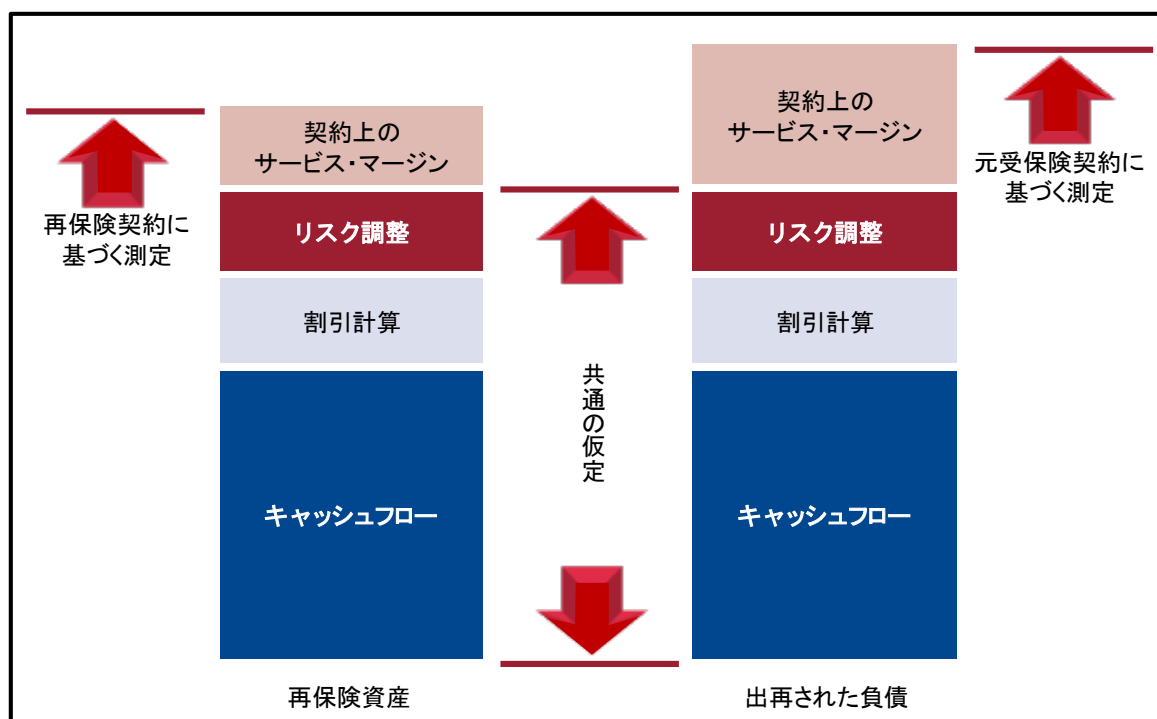 契約上の
サービス・マージン
リスク調整
割引計算
キャッシュフロー
再保険資産
再保険契約に
基づく測定
共通の仮定
契約上の
サービス・マージン
リスク調整
割引計算
キャッシュフロー
出再された負債
元受保険契約に
基づく測定